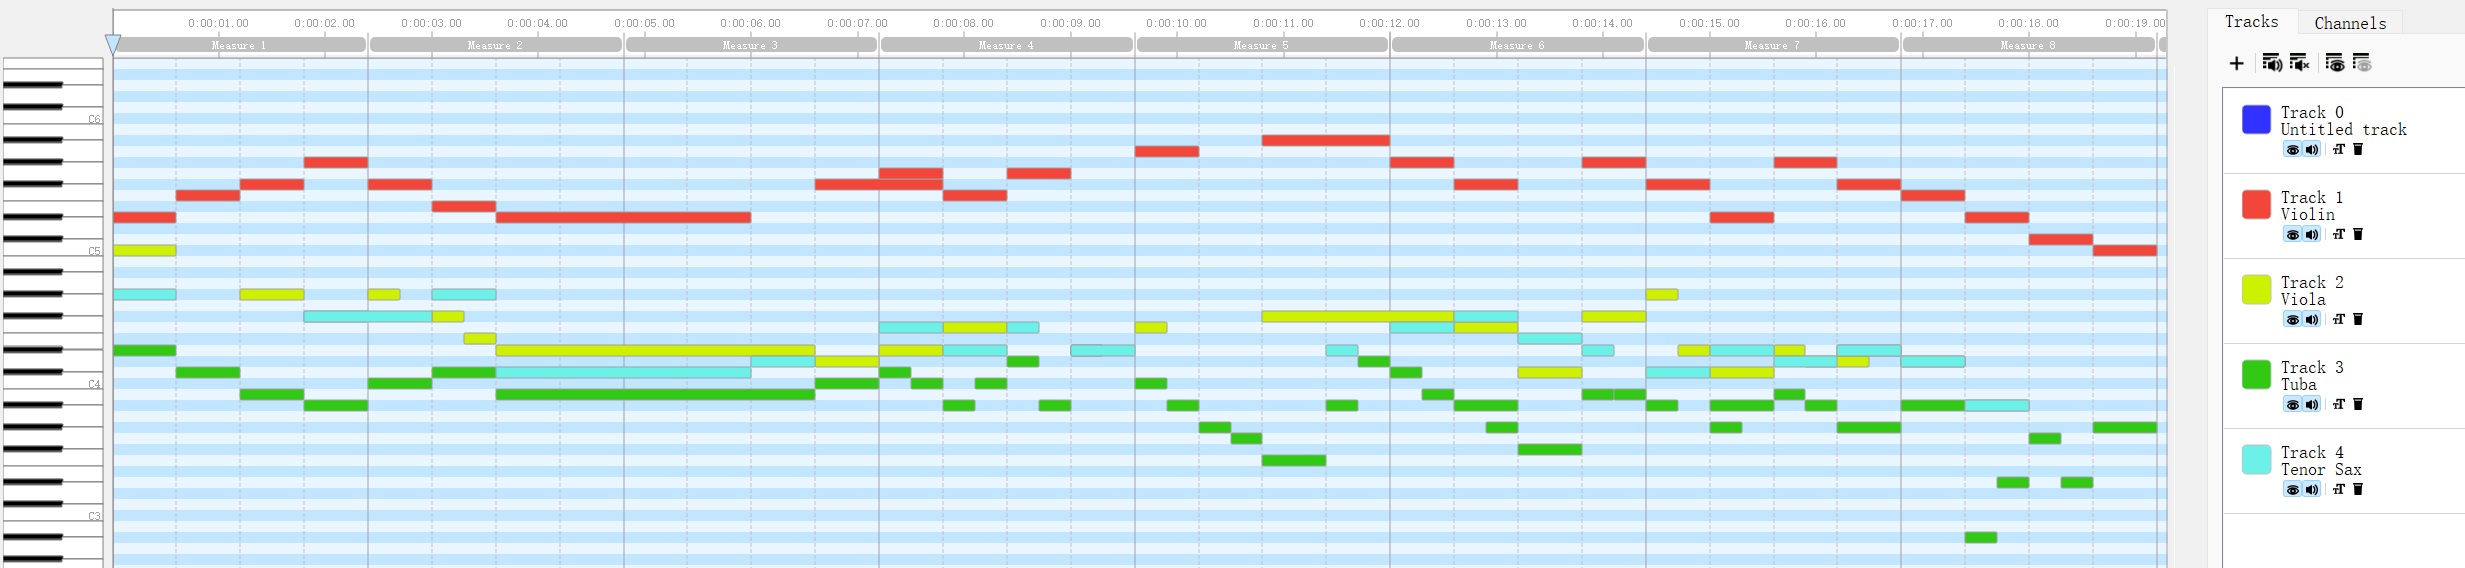 0:00:01.00 0:00:02.00 0:00:03.00 0:00:04.00 0:00:05.00 0:00:06.00 0:00:07.00 0:00:08.00 0:00:09.00 0:00:10.00 0:00:11.00 0:00:12.00 0:00:13.00 0:00:14.00 0:00:15.00 0:00:16.00 0:00:17.00 0:00:18.00 0:00:19.00
Measure 1 Measure 2 Measure 3 Measure 4 Measure 5 Measure 6 Measure 7 Measure 8
C6
C5
C4
C3
Tracks Channels
Track 0
Untitled track
Track 1
Violin
Track 2
Viola
Track 3
Tuba
Track 4
Tenor Sax